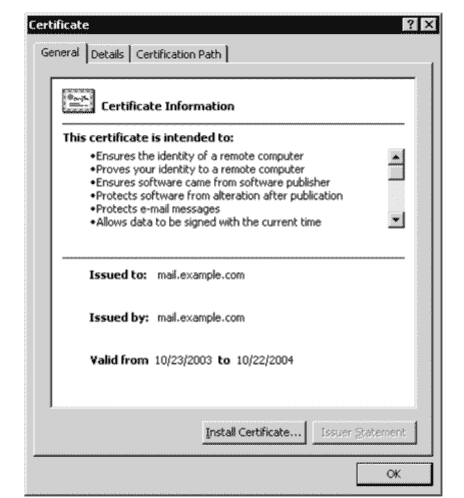 Certificate
General Details Certification Path
Certificate Information
This certificate is intended to:
•Ensures the identity of a remote computer
•Proves your identity to a remote computer
•Ensures software came from software publisher
•Protects software from alteration after publication
•Protects e-mail messages
•Allows data to be signed with the current time
Issued to: mail.example.com
Issued by: mail.example.com
Valid from 10/23/2003 to 10/22/2004
Install Certificate... Issuer Statement
OK